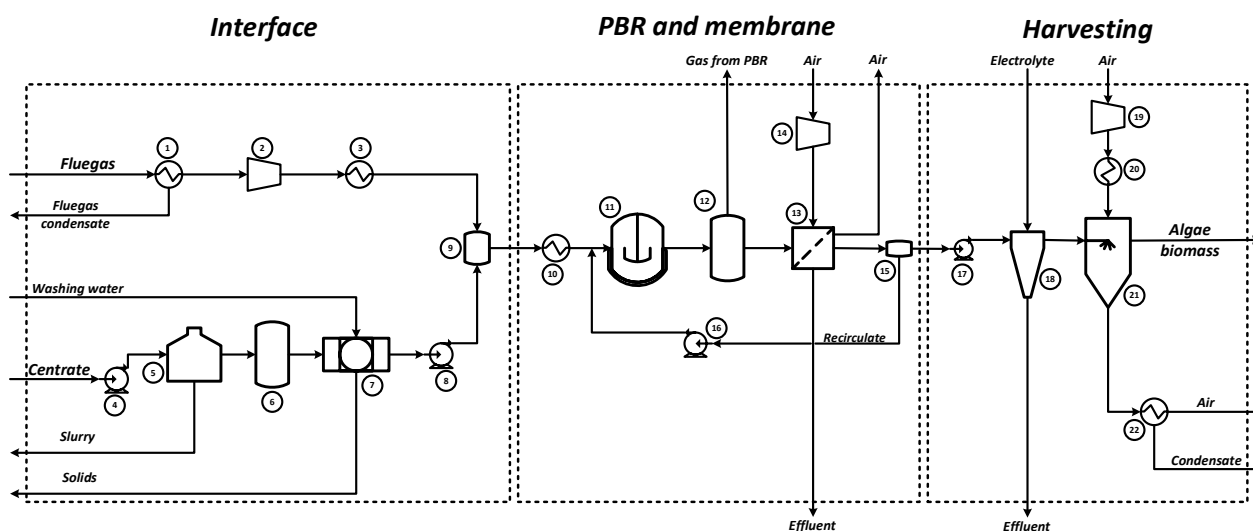 Interface
PBR and membrane
Harvesting
Gas from PBR
Air
Air
Electrolyte
Air
1
2
3
14
19
Fluegas
20
Fluegas
condensate
11
12
13
9
10
15
17
18
Algae
biomass
21
Washing water
16
Recirculate
Centrate
4
5
6
7
8
Slurry
Solids
22
Air
Condensate
Effluent
Effluent